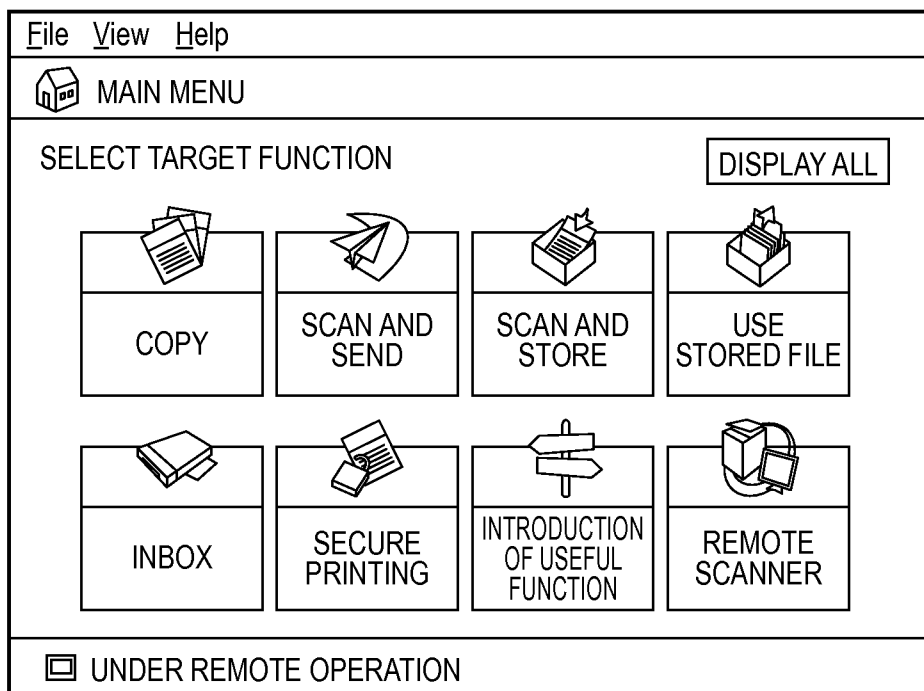 File View Help
MAIN MENU
SELECT TARGET FUNCTION
DISPLAY ALL
COPY
SCAN AND
SEND
SCAN AND
STORE
USE
STORED FILE
INBOX
SECURE
PRINTING
INTRODUCTION
OF USEFUL
FUNCTION
REMOTE
SCANNER
UNDER REMOTE OPERATION